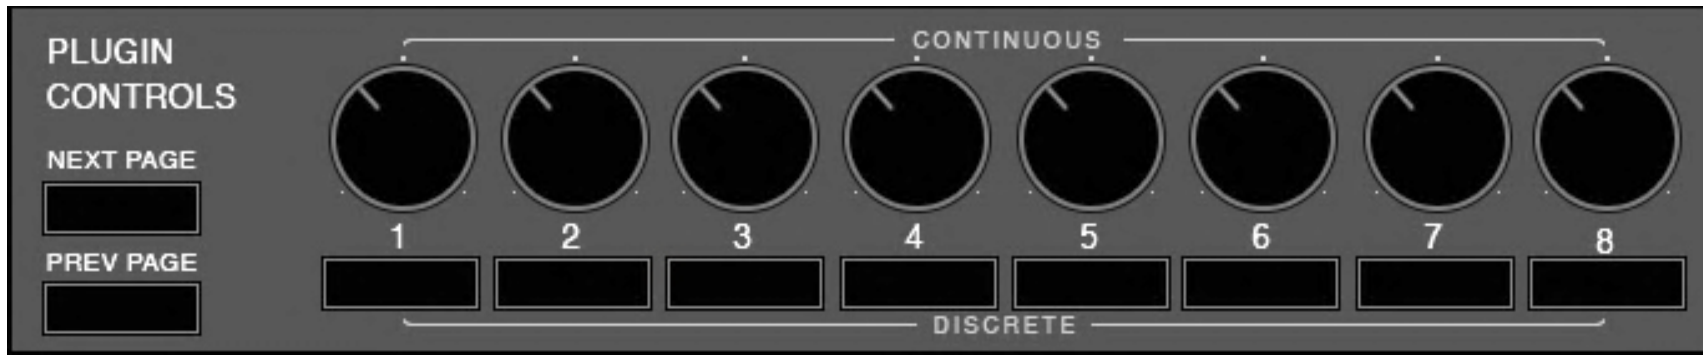 PLUGIN
CONTROLS
CONTINUOUS
NEXT PAGE
1 2 3 4 5 6 7 8
PREV PAGE
DISCRETE